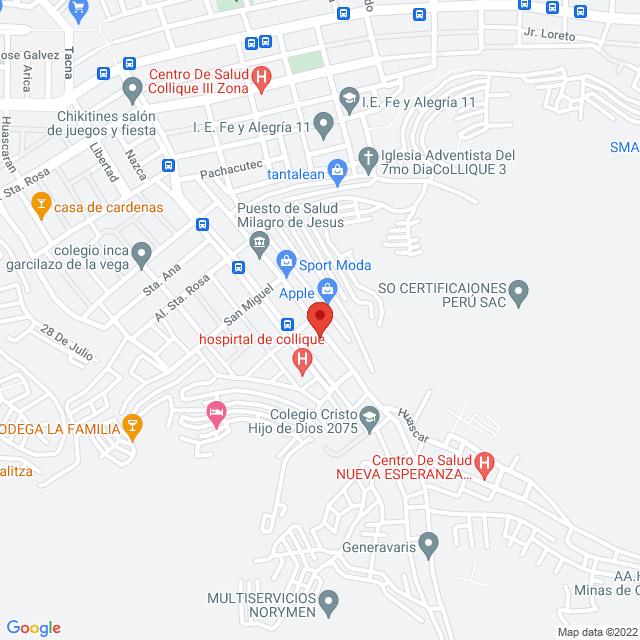 ose Galvez
Arica
Tacna
Jr. Loreto
Centro De Salud
Collique III Zona
I.E. Fe y Alegría 11
Chikitines salón
de juegos y fiesta
Huascaran
I. E. Fe y Alegría 11
Libertad
Nazca
SMA
Iglesia Adventista Del
7mo DiaCoLLIQUE 3
Pachacutec
tantalean
Sta. Rosa
casa de cardenas
Puesto de Salud
Milagro de Jesus
colegio inca
garcilazo de la vega
Sta. Ana
Al. Sta. Rosa
Sport Moda
San Miguel
Apple
SO CERTIFICAIONES
PERÚ SAC
28 De Julio
hospirtal de collique
Colegio Cristo
Hijo de Dios 2075
Huascar
ODEGA LA FAMILIA
Centro De Salud
NUEVA ESPERANZA...
alitza
Generavaris
AA.H
Minas de O
MULTISERVICIOS
NORYMEN
Google
Map data ©2022